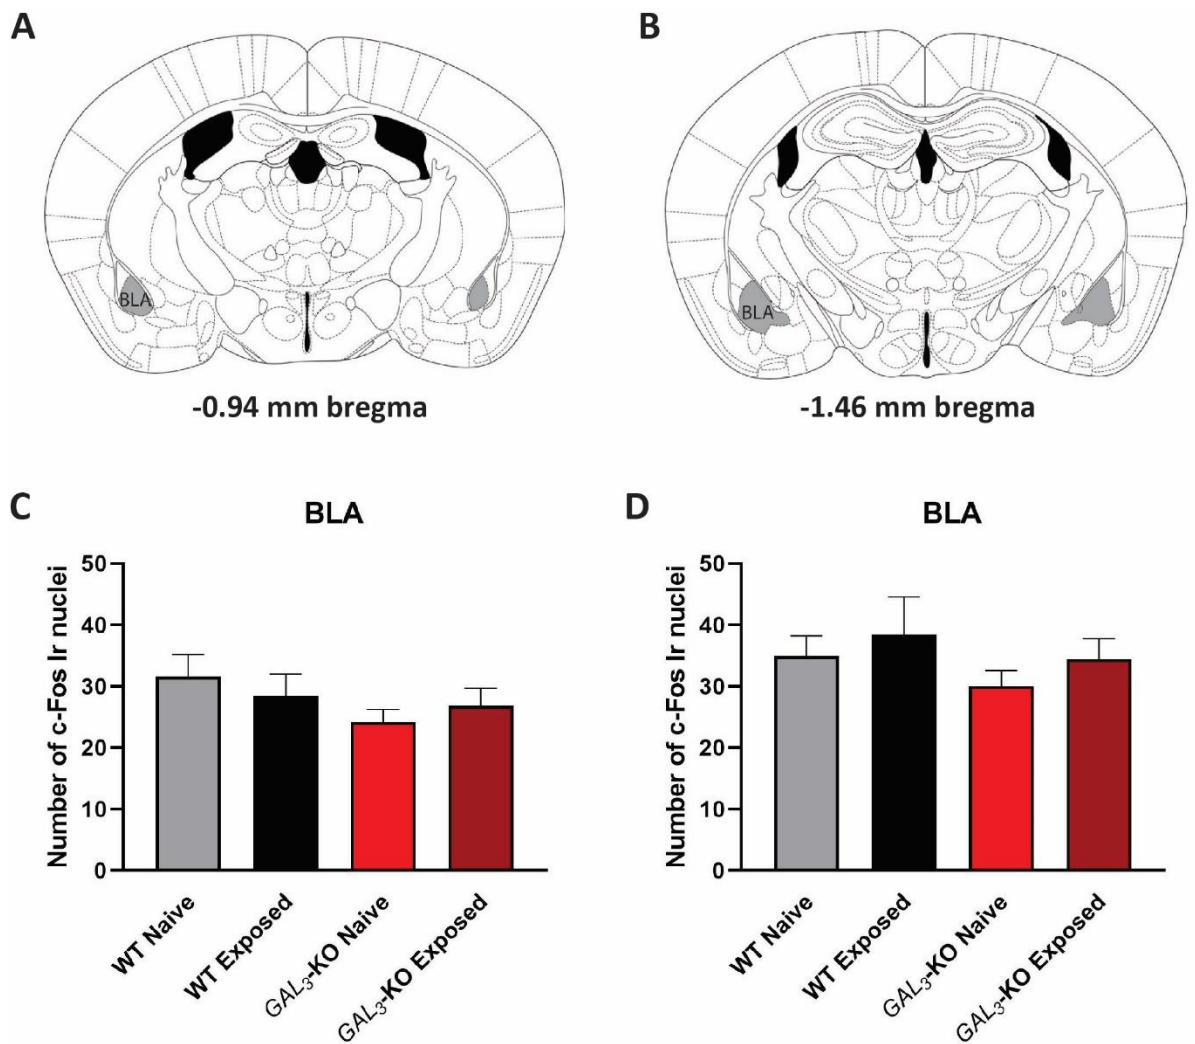 A
B
BLA
BLA
-0.94 mm bregma
-1.46 mm bregma
C
BLA
Number of c-Fos Ir nuclei
50
40
30
20
10
0
WT Naive
WT Exposed
GAL3-KO Naive
GAL3-KO Exposed
D
BLA
Number of c-Fos Ir nuclei
50
40
30
20
10
0
WT Naive
WT Exposed
GAL3-KO Naive
GAL3-KO Exposed